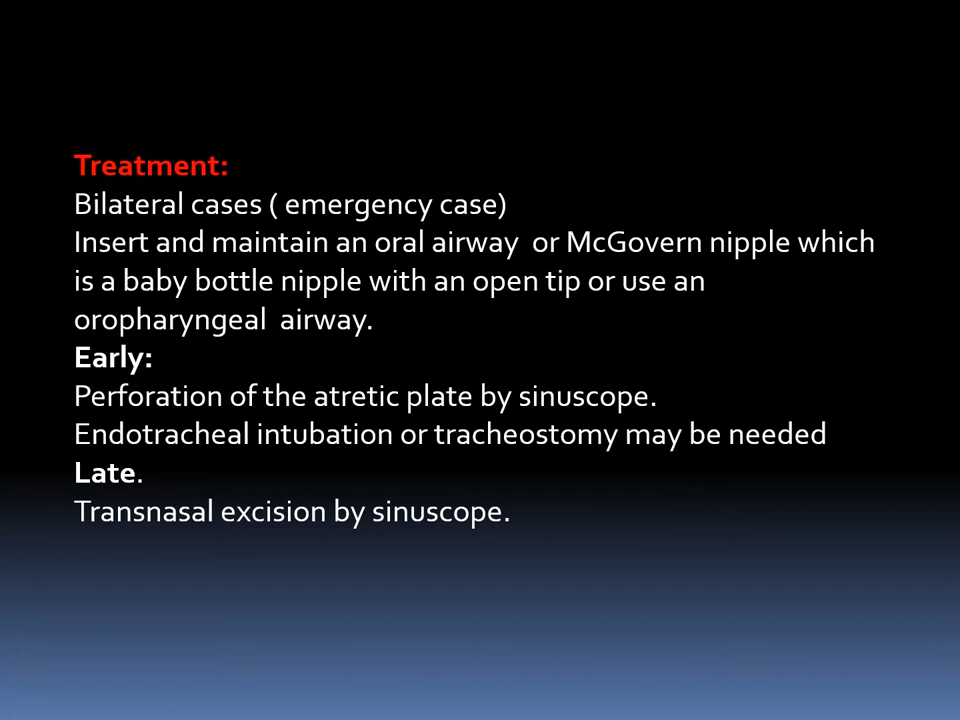 Treatment:
Bilateral cases ( emergency case)
Insert and maintain an oral airway  or McGovern nipple which
is a baby bottle nipple with an open tip or use an
oropharyngeal  airway.
Early:
Perforation of the atretic plate by sinuscope.
Endotracheal intubation or tracheostomy may be needed
Late.
Transnasal excision by sinuscope.